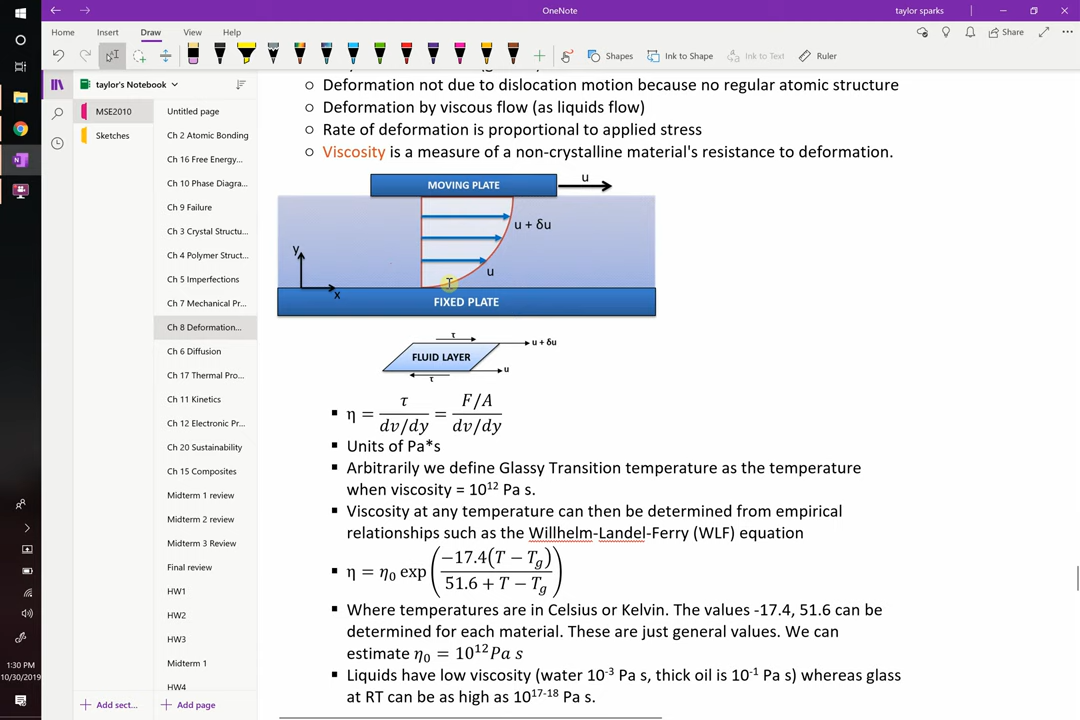 OneNote
taylor sparks
Home
Insert
Draw
View
Help
Share
Shapes
Ink to Shape
Ink to Text
Ruler
taylor's Notebook
MSE2010
Sketches
Untitled page
Ch 2 Atomic Bonding
Ch 16 Free Energy...
Ch 10 Phase Diagra...
Ch 9 Failure
Ch 3 Crystal Structu...
Ch 4 Polymer Struct...
Ch 5 Imperfections
Ch 7 Mechanical Pr...
Ch 8 Deformation...
Ch 6 Diffusion
Ch 17 Thermal Pro...
Ch 11 Kinetics
Ch 12 Electronic Pr...
Ch 20 Sustainability
Ch 15 Composites
Midterm 1 review
Midterm 2 review
Midterm 3 Review
Final review
HW1
HW2
HW3
Midterm 1
HW4
Add sect...
Add page
1:30 PM
10/30/2019
Deformation not due to dislocation motion because no regular atomic structure
Deformation by viscous flow (as liquids flow)
Rate of deformation is proportional to applied stress
Viscosity is a measure of a non-crystalline material's resistance to deformation.
MOVING PLATE
u
u + δu
u
y
x
FIXED PLATE
τ
u + δu
FLUID LAYER
u
τ
η = τ / (dv/dy) = (F/A) / (dv/dy)
Units of Pa*s
Arbitrarily we define Glassy Transition temperature as the temperature
when viscosity = 10¹² Pa s.
Viscosity at any temperature can then be determined from empirical
relationships such as the Willhelm-Landel-Ferry (WLF) equation
η = η₀ exp((−17.4(T − Tg)) / (51.6 + T − Tg))
Where temperatures are in Celsius or Kelvin. The values -17.4, 51.6 can be
determined for each material. These are just general values. We can
estimate η₀ = 10¹² Pa s
Liquids have low viscosity (water 10⁻³ Pa s, thick oil is 10⁻¹ Pa s) whereas glass
at RT can be as high as 10¹⁷⁻¹⁸ Pa s.